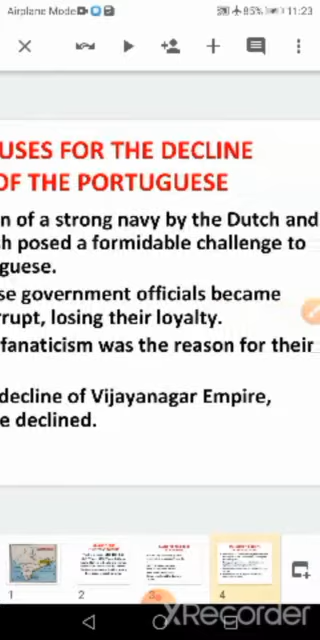 Airplane Mode
85%
11:23
USES FOR THE DECLINE
OF THE PORTUGUESE
n of a strong navy by the Dutch and
h posed a formidable challenge to
guese.
se government officials became
rrupt, losing their loyalty.
fanaticism was the reason for their
decline of Vijayanagar Empire,
e declined.
1
2
3
4
XRecorder